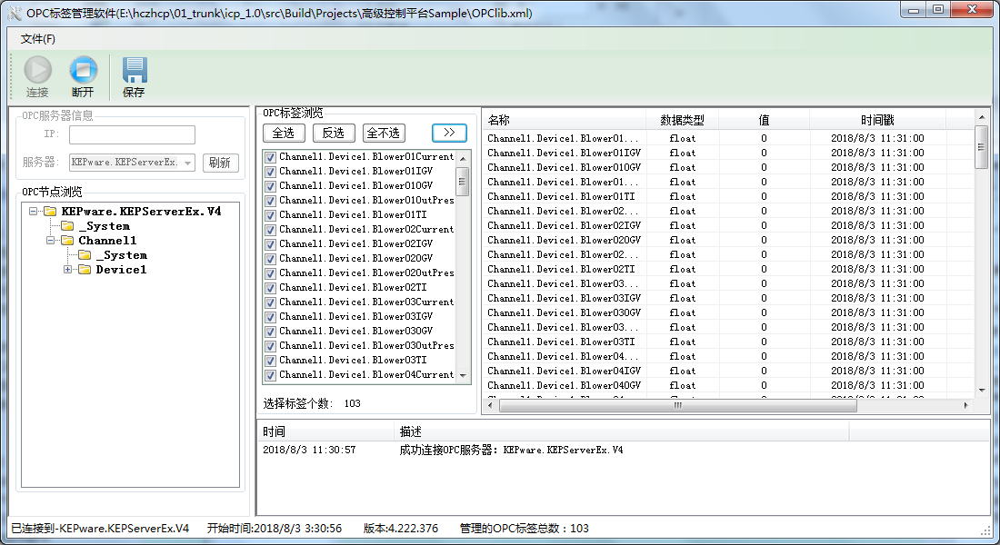 OPC标签管理软件(E:\hczhcp\01_trunk\icp_1.0\src\Build\Projects\高级控制平台Sample\OPClib.xml)
文件(F)
连接 断开 保存
OPC服务器信息
IP:
服务器: KEPware.KEPServerEx. 刷新
OPC节点浏览
KEPware.KEPServerEx.V4
_System
Channel1
_System
Device1
OPC标签浏览
全选 反选 全不选 >>
Channel1.Device1.Blower01Current
Channel1.Device1.Blower01IGV
Channel1.Device1.Blower01OGV
Channel1.Device1.Blower01OutPres
Channel1.Device1.Blower01TI
Channel1.Device1.Blower02Current
Channel1.Device1.Blower02IGV
Channel1.Device1.Blower02OGV
Channel1.Device1.Blower02OutPres
Channel1.Device1.Blower02TI
Channel1.Device1.Blower03Current
Channel1.Device1.Blower03IGV
Channel1.Device1.Blower03OGV
Channel1.Device1.Blower03OutPres
Channel1.Device1.Blower03TI
Channel1.Device1.Blower04Current
选择标签个数: 103
名称 数据类型 值 时间戳
Channel1.Device1.Blower01... float 0 2018/8/3 11:31:00
Channel1.Device1.Blower01IGV float 0 2018/8/3 11:31:00
Channel1.Device1.Blower01OGV float 0 2018/8/3 11:31:00
Channel1.Device1.Blower01... float 0 2018/8/3 11:31:00
Channel1.Device1.Blower01TI float 0 2018/8/3 11:31:00
Channel1.Device1.Blower02... float 0 2018/8/3 11:31:00
Channel1.Device1.Blower02IGV float 0 2018/8/3 11:31:00
Channel1.Device1.Blower02OGV float 0 2018/8/3 11:31:00
Channel1.Device1.Blower02... float 0 2018/8/3 11:31:00
Channel1.Device1.Blower02TI float 0 2018/8/3 11:31:00
Channel1.Device1.Blower03... float 0 2018/8/3 11:31:00
Channel1.Device1.Blower03IGV float 0 2018/8/3 11:31:00
Channel1.Device1.Blower03OGV float 0 2018/8/3 11:31:00
Channel1.Device1.Blower03... float 0 2018/8/3 11:31:00
Channel1.Device1.Blower03TI float 0 2018/8/3 11:31:00
Channel1.Device1.Blower04... float 0 2018/8/3 11:31:00
Channel1.Device1.Blower04IGV float 0 2018/8/3 11:31:00
Channel1.Device1.Blower04OGV float 0 2018/8/3 11:31:00
时间 描述
2018/8/3 11:30:57 成功连接OPC服务器: KEPware.KEPServerEx.V4
已连接到-KEPware.KEPServerEx.V4 开始时间:2018/8/3 3:30:56 版本:4.222.376 管理的OPC标签总数:103